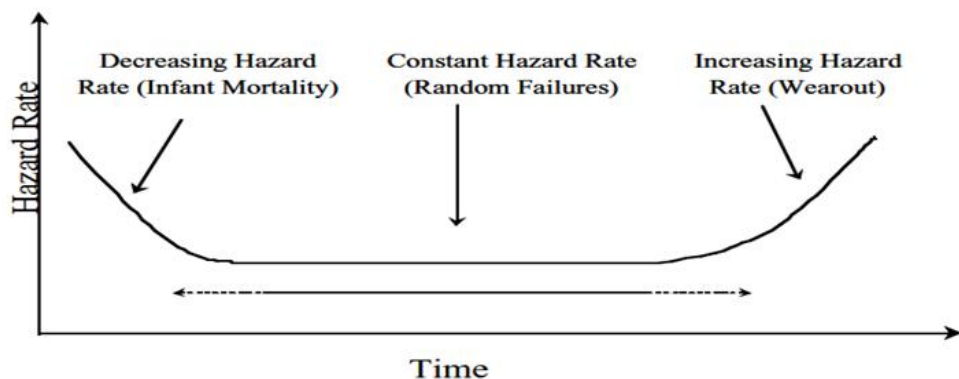 Decreasing Hazard
Rate (Infant Mortality)
Constant Hazard Rate
(Random Failures)
Increasing Hazard
Rate (Wearout)
Hazard Rate
Time